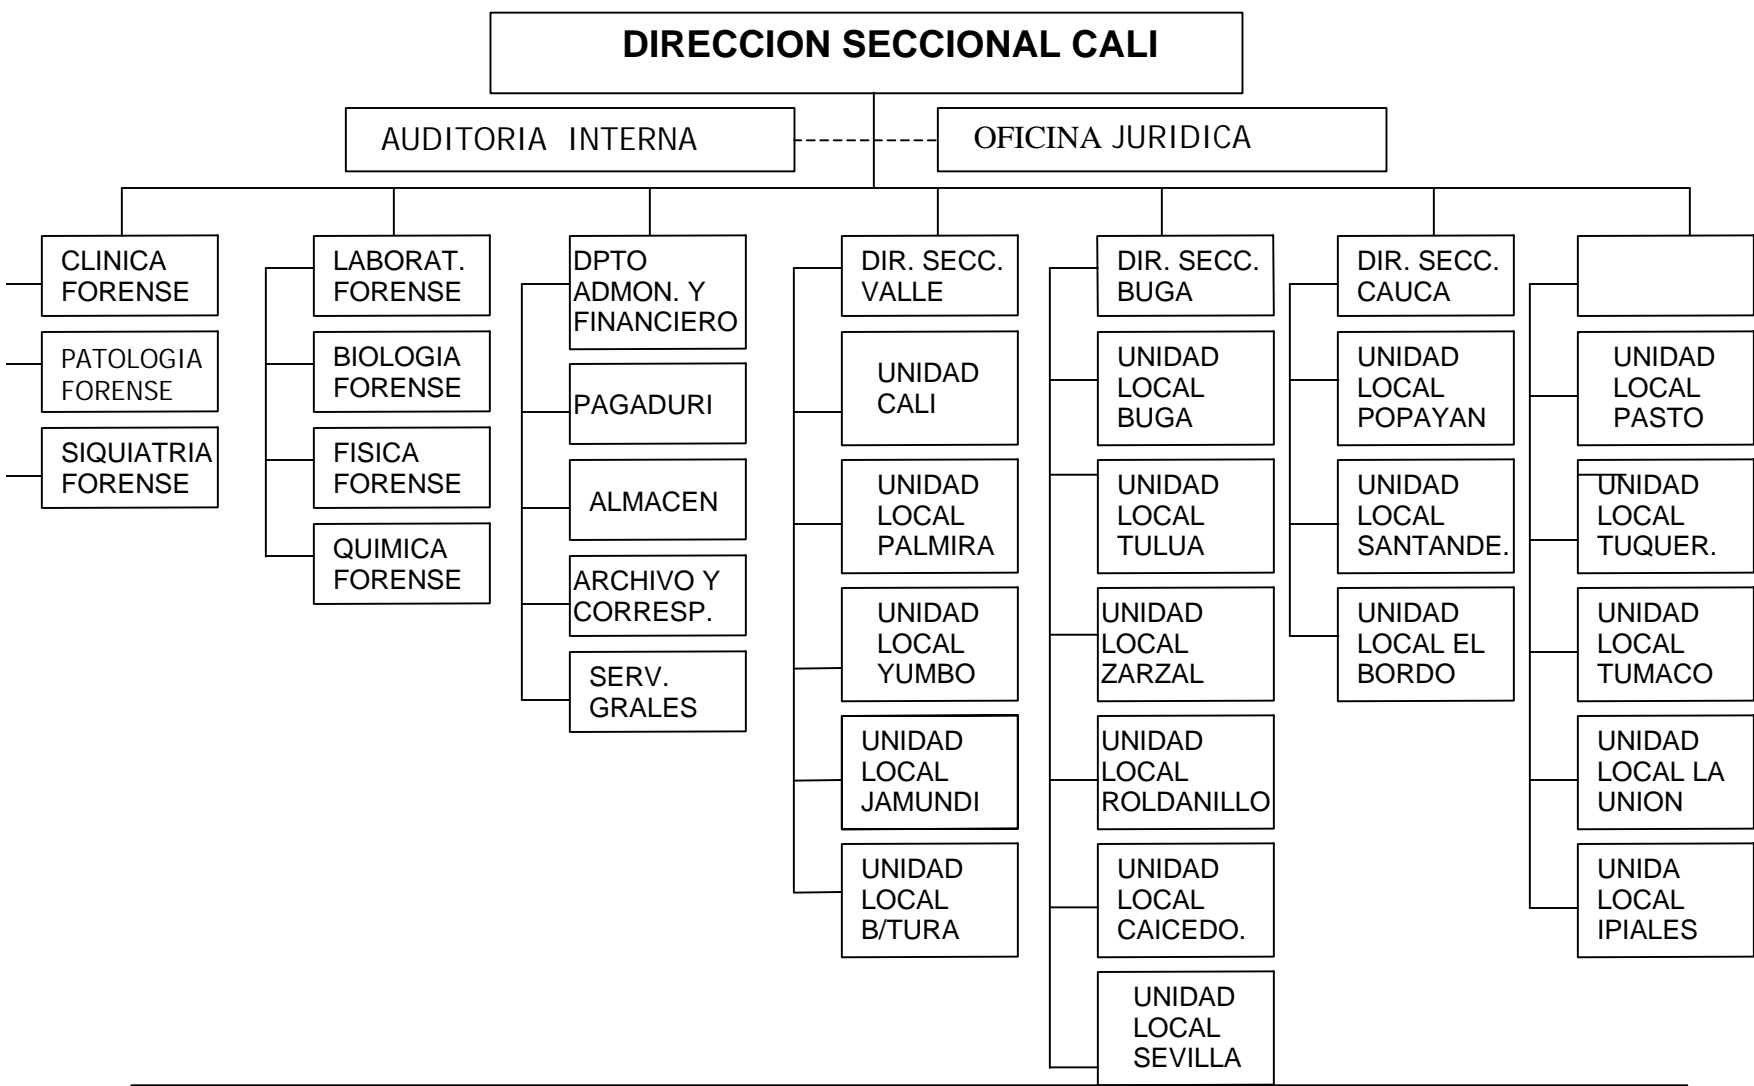 DIRECCION SECCIONAL CALI
AUDITORIA INTERNA
OFICINA JURIDICA
CLINICA
FORENSE
PATOLOGIA
FORENSE
SIQUIATRIA
FORENSE
LABORAT.
FORENSE
BIOLOGIA
FORENSE
FISICA
FORENSE
QUIMICA
FORENSE
DPTO
ADMON. Y
FINANCIERO
PAGADURI
ALMACEN
ARCHIVO Y
CORRESP.
SERV.
GRALES
DIR. SECC.
VALLE
UNIDAD
CALI
UNIDAD
LOCAL
PALMIRA
UNIDAD
LOCAL
YUMBO
UNIDAD
LOCAL
JAMUNDI
UNIDAD
LOCAL
B/TURA
DIR. SECC.
BUGA
UNIDAD
LOCAL
BUGA
UNIDAD
LOCAL
TULUA
UNIDAD
LOCAL
ZARZAL
UNIDAD
LOCAL
ROLDANILLO
UNIDAD
LOCAL
CAICEDO.
UNIDAD
LOCAL
SEVILLA
DIR. SECC.
CAUCA
UNIDAD
LOCAL
POPAYAN
UNIDAD
LOCAL
SANTANDE.
UNIDAD
LOCAL EL
BORDO
UNIDAD
LOCAL
PASTO
UNIDAD
LOCAL
TUQUER.
UNIDAD
LOCAL
TUMACO
UNIDAD
LOCAL LA
UNION
UNIDA
LOCAL
IPIALES